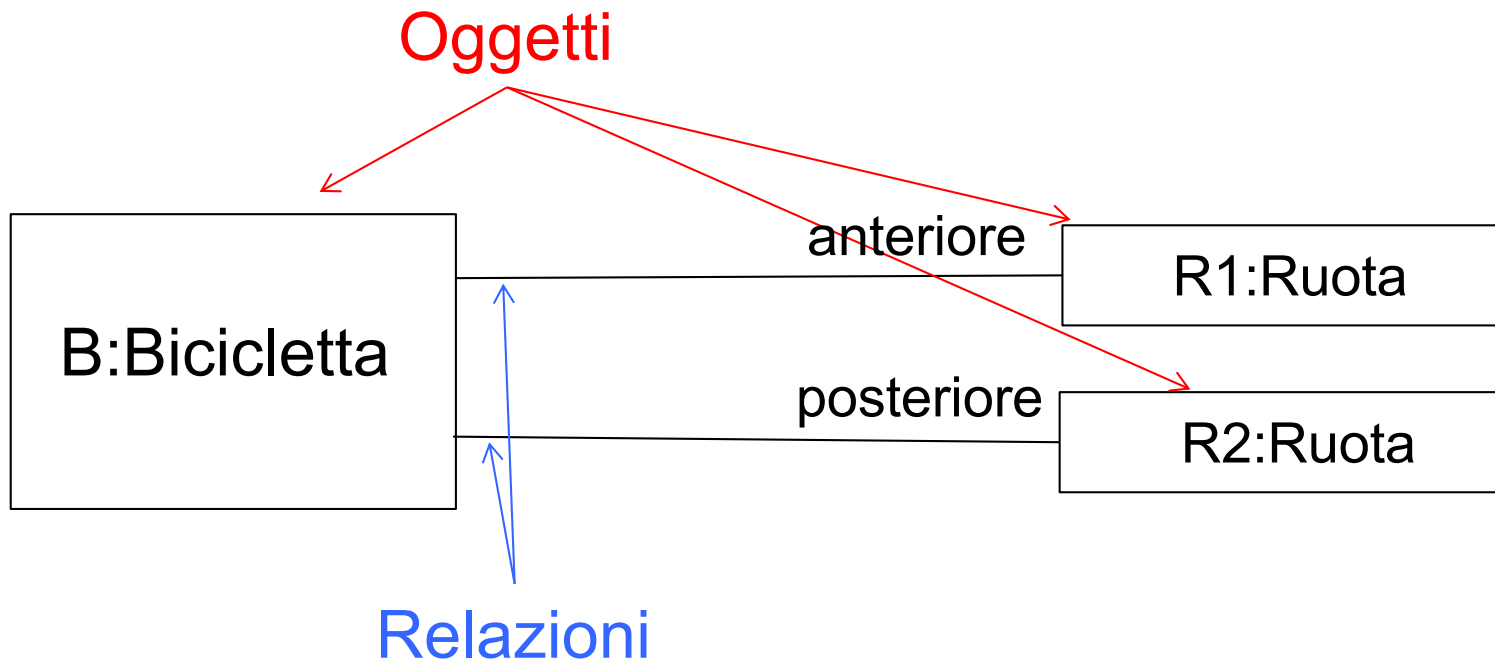 Oggetti
anteriore
R1:Ruota
B:Bicicletta
posteriore
R2:Ruota
Relazioni